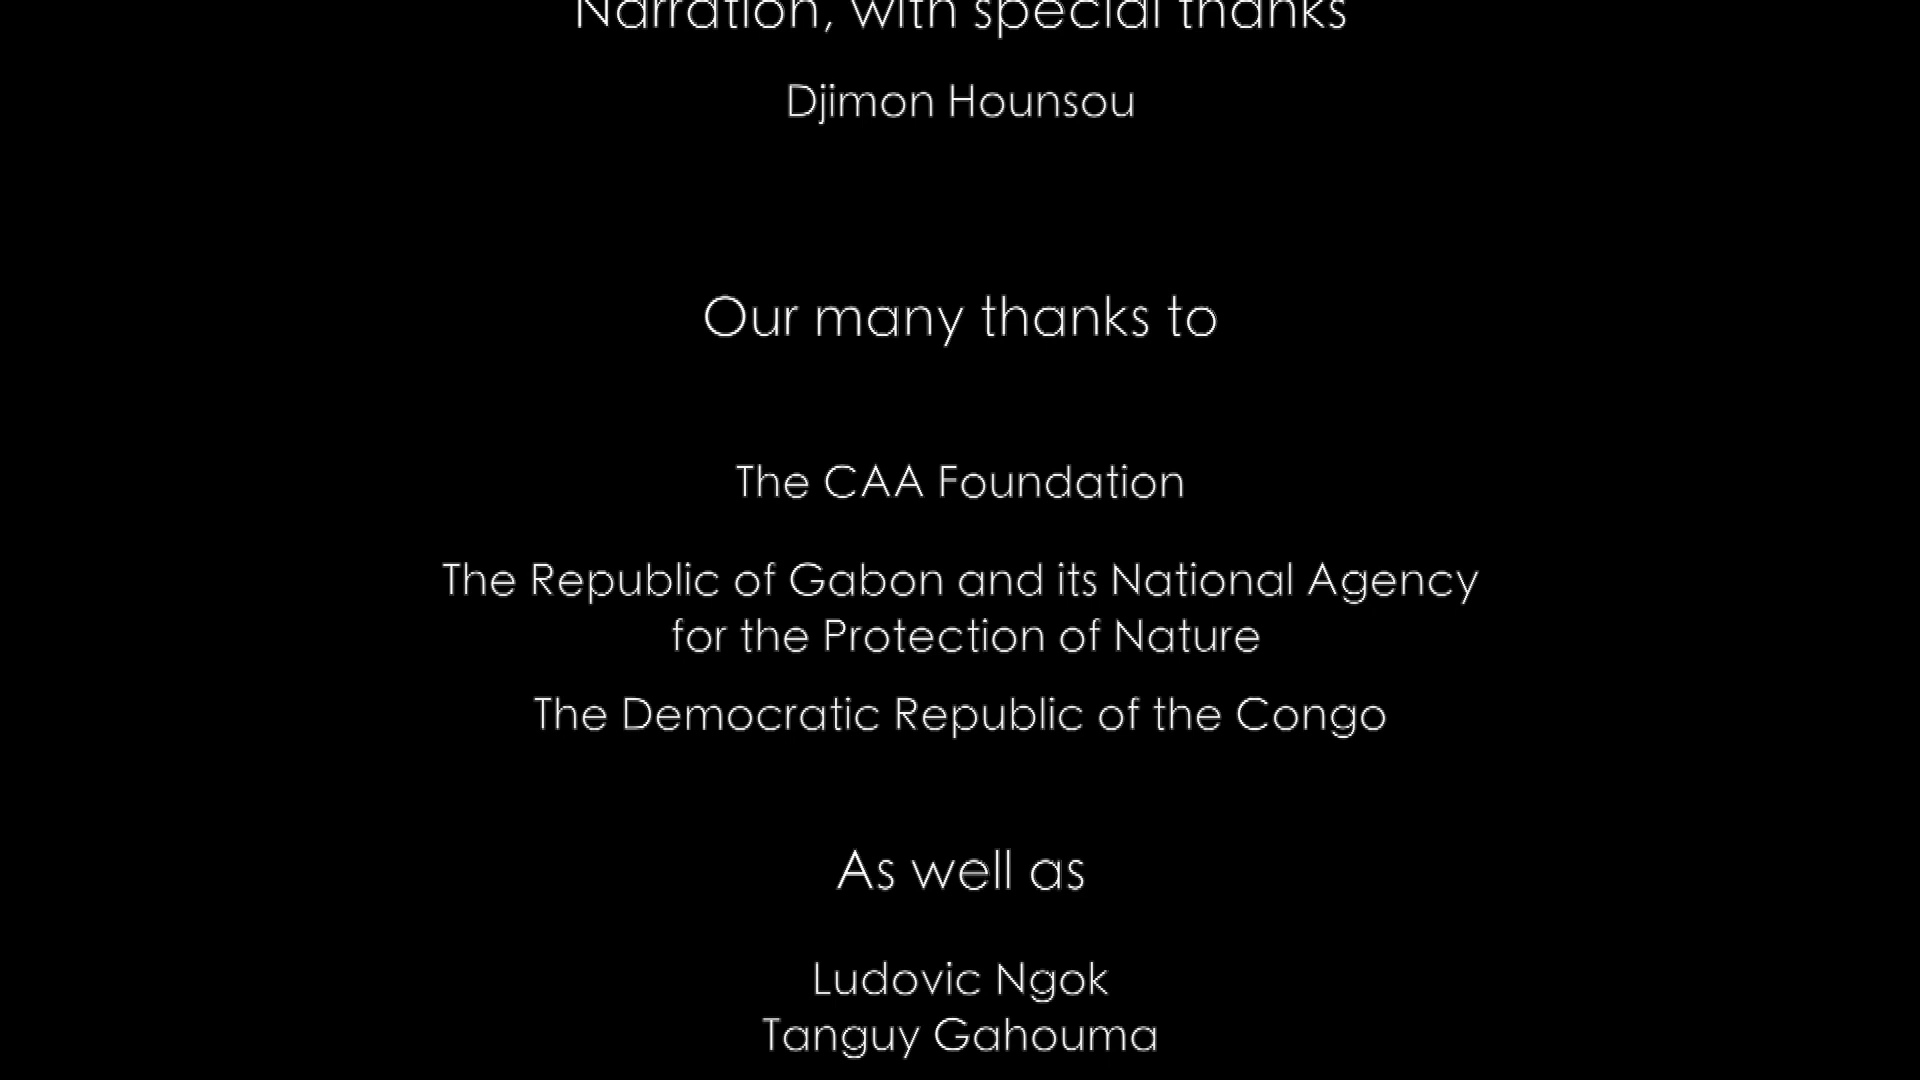 Narration, with special thanks
Djimon Hounsou
Our many thanks to
The CAA Foundation
The Republic of Gabon and its National Agency
for the Protection of Nature
The Democratic Republic of the Congo
As well as
Ludovic Ngok
Tanguy Gahouma